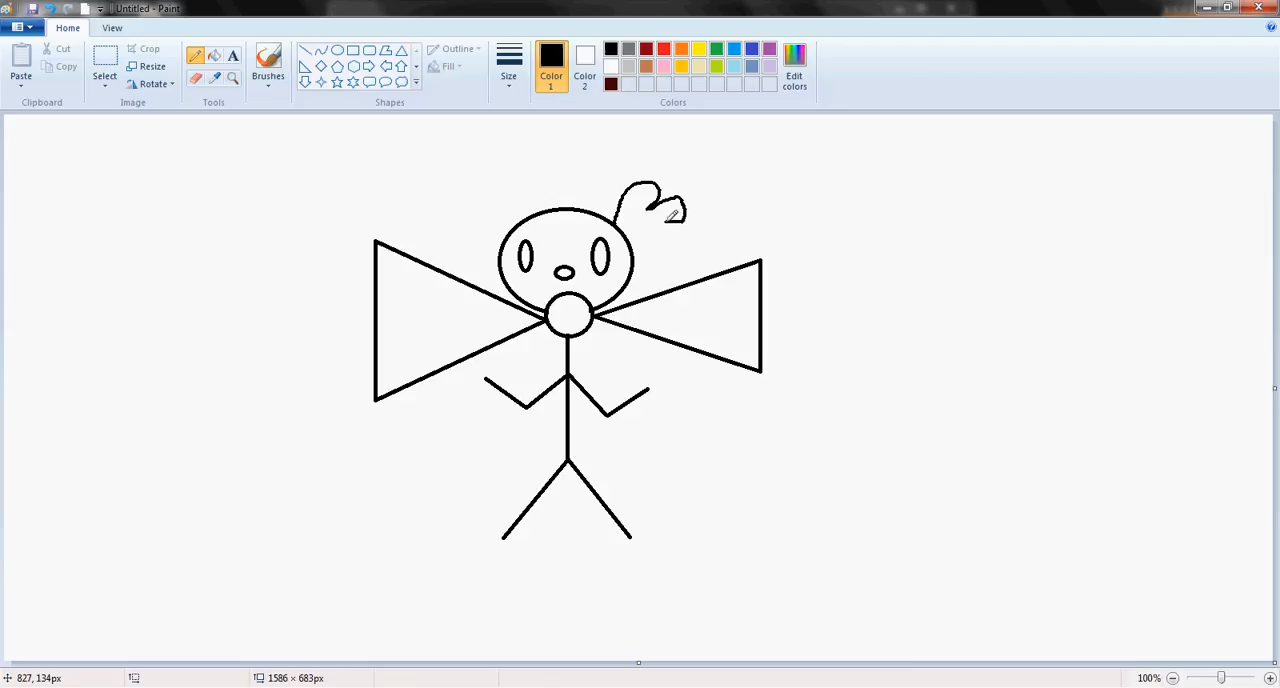 Untitled - Paint
Home
View
Paste
Cut
Copy
Clipboard
Select
Crop
Resize
Rotate
Image
A
Tools
Brushes
Outline
Fill
Shapes
Size
Color
1
Color
2
Edit
colors
Colors
827, 134px
1586 × 683px
100%